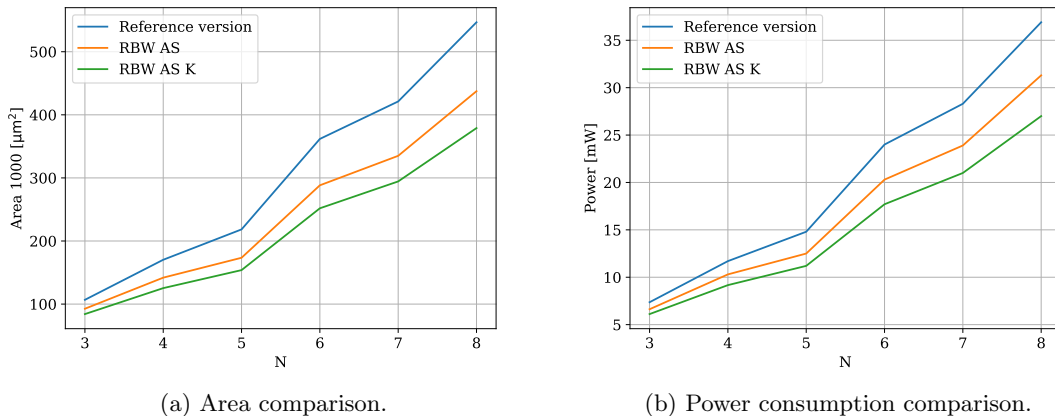 Reference version
RBW AS
RBW AS K
500
400
300
200
100
Area 1000 [µm²]
3 4 5 6 7 8
N
(a) Area comparison.
Reference version
RBW AS
RBW AS K
35
30
25
20
15
10
5
Power [mW]
3 4 5 6 7 8
N
(b) Power consumption comparison.